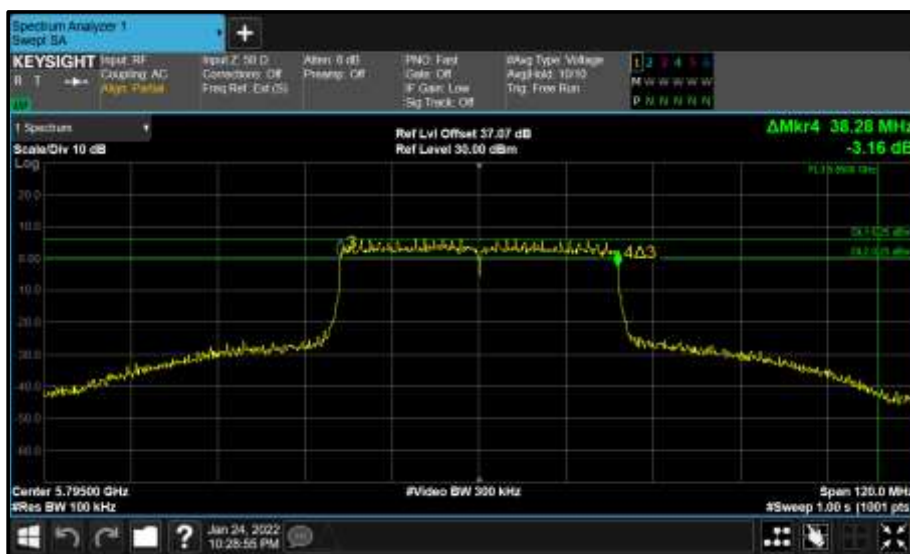 Spectrum Analyzer 1
Swept SA
+
KEYSIGHT
R T
Input: RF
Coupling: AC
Align: Partial
Input Z: 50 Ω
Corrections: Off
Freq Ref: Ext (S)
Atten: 0 dB
Preamp: Off
PNO: Fast
Gate: Off
IF Gain: Low
Sig Track: Off
#Avg Type: Voltage
Avg|Hold: 10/10
Trig: Free Run
1 2 3 4 5 6
M W W W W W
P N N N N N
1 Spectrum
Scale/Div 10 dB
Ref Lvl Offset 37.07 dB
Ref Level 30.00 dBm
ΔMkr4 38.28 MHz
-3.16 dB
Log
20.0
10.0
0.00
-10.0
-20.0
-30.0
-40.0
-50.0
-60.0
3
4Δ3
Center 5.79500 GHz
#Res BW 100 kHz
#Video BW 300 kHz
Span 120.0 MHz
#Sweep 1.00 s (1001 pts)
?
Jan 24, 2022
10:28:55 PM